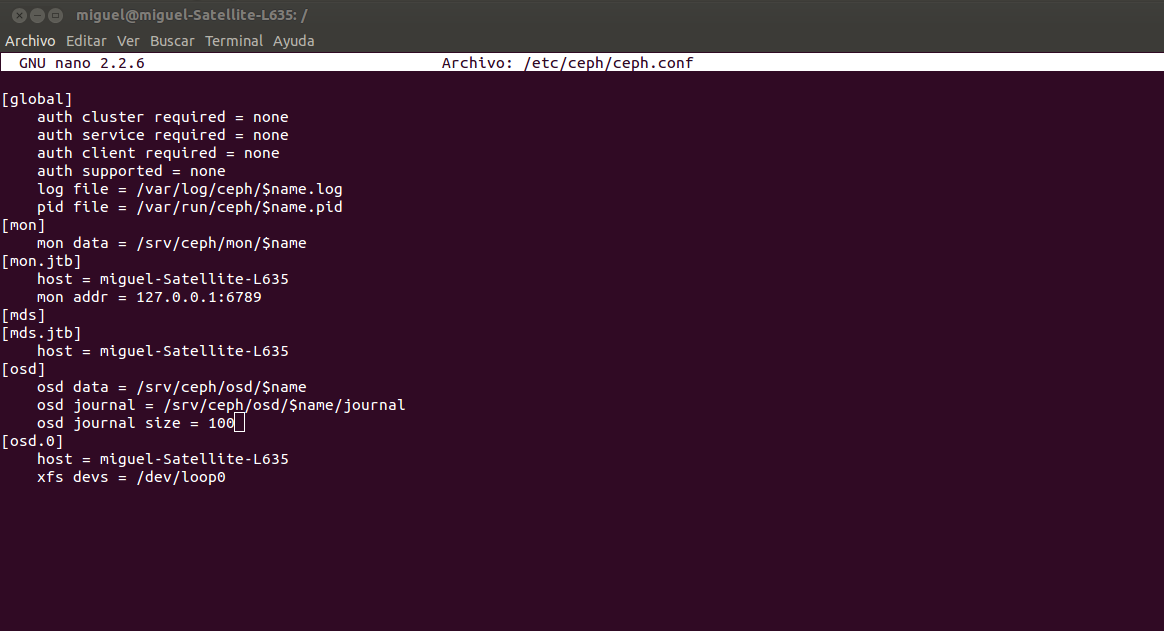 miguel@miguel-Satellite-L635: /
Archivo Editar Ver Buscar Terminal Ayuda
GNU nano 2.2.6 Archivo: /etc/ceph/ceph.conf
[global]
    auth cluster required = none
    auth service required = none
    auth client required = none
    auth supported = none
    log file = /var/log/ceph/$name.log
    pid file = /var/run/ceph/$name.pid
[mon]
    mon data = /srv/ceph/mon/$name
[mon.jtb]
    host = miguel-Satellite-L635
    mon addr = 127.0.0.1:6789
[mds]
[mds.jtb]
    host = miguel-Satellite-L635
[osd]
    osd data = /srv/ceph/osd/$name
    osd journal = /srv/ceph/osd/$name/journal
    osd journal size = 100
[osd.0]
    host = miguel-Satellite-L635
    xfs devs = /dev/loop0